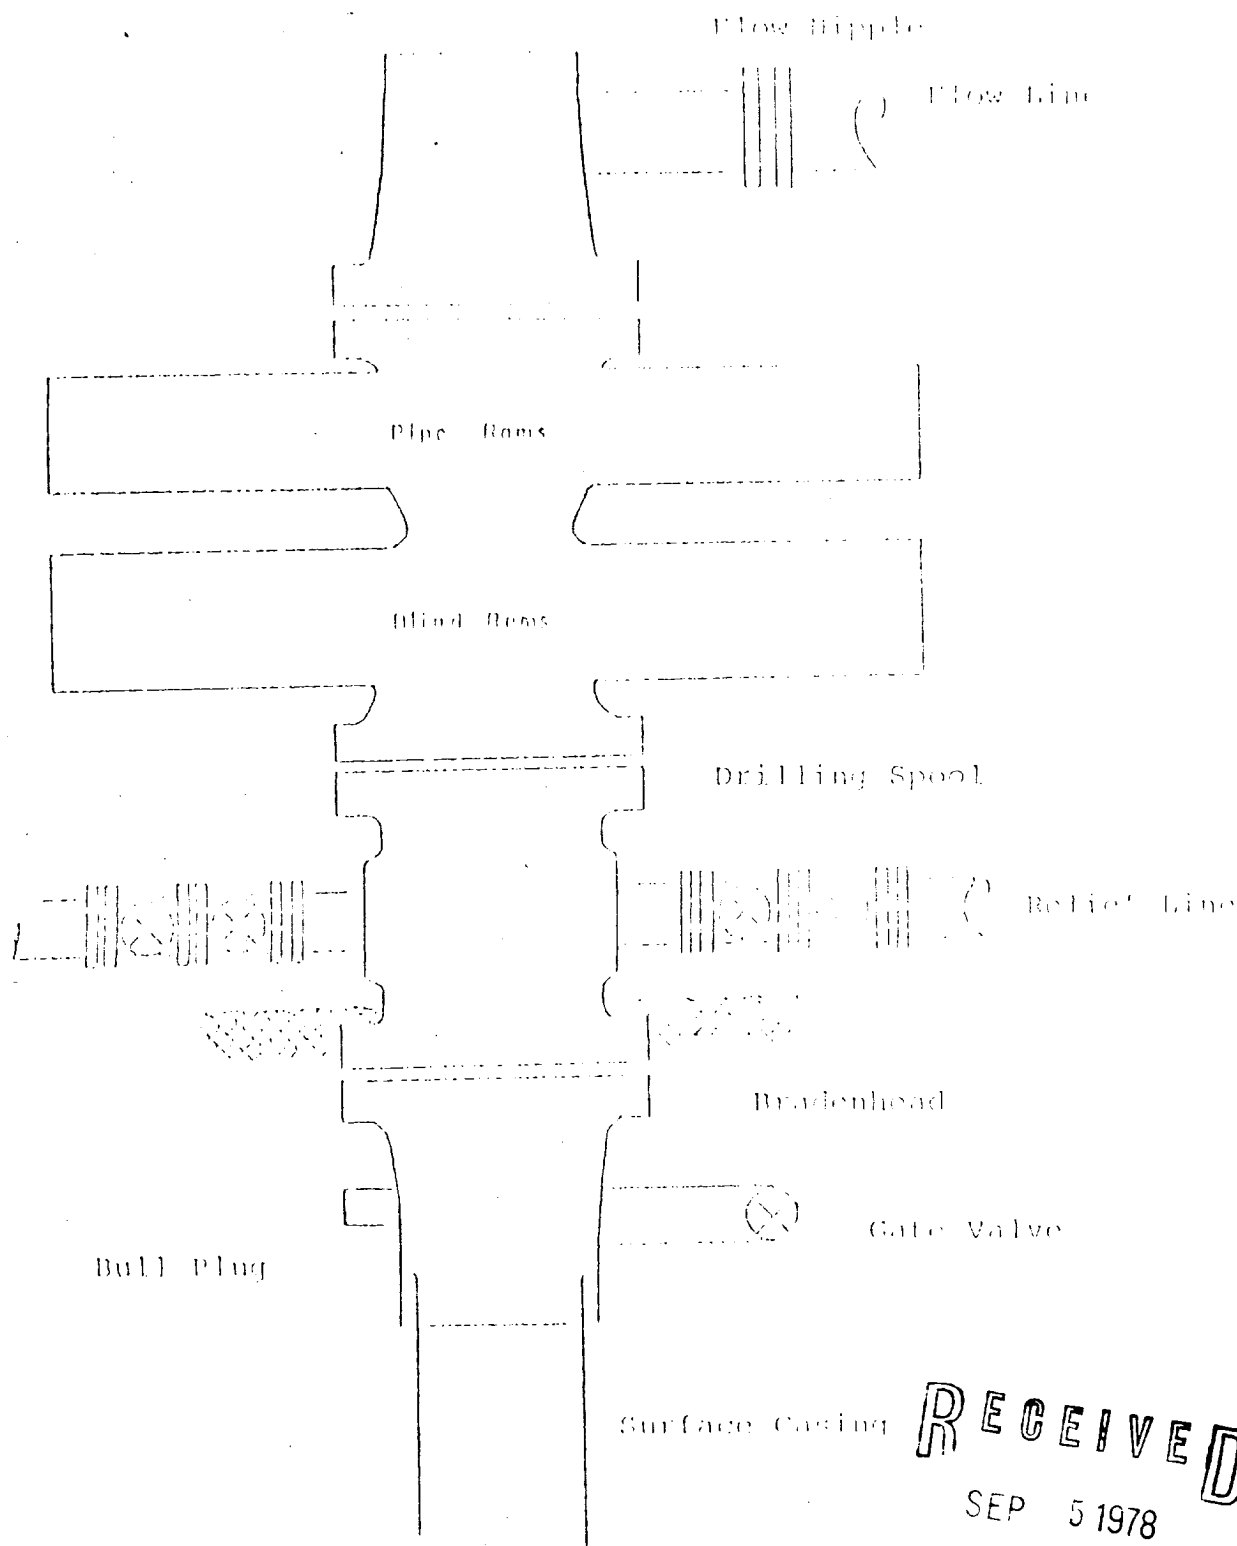 Flow Nipple
Flow Line
Pipe Rams
Blind Rams
Drilling Spool
Relief Line
Bradenhead
Gate Valve
Bull Plug
Surface Casing
RECEIVED
SEP 5 1978